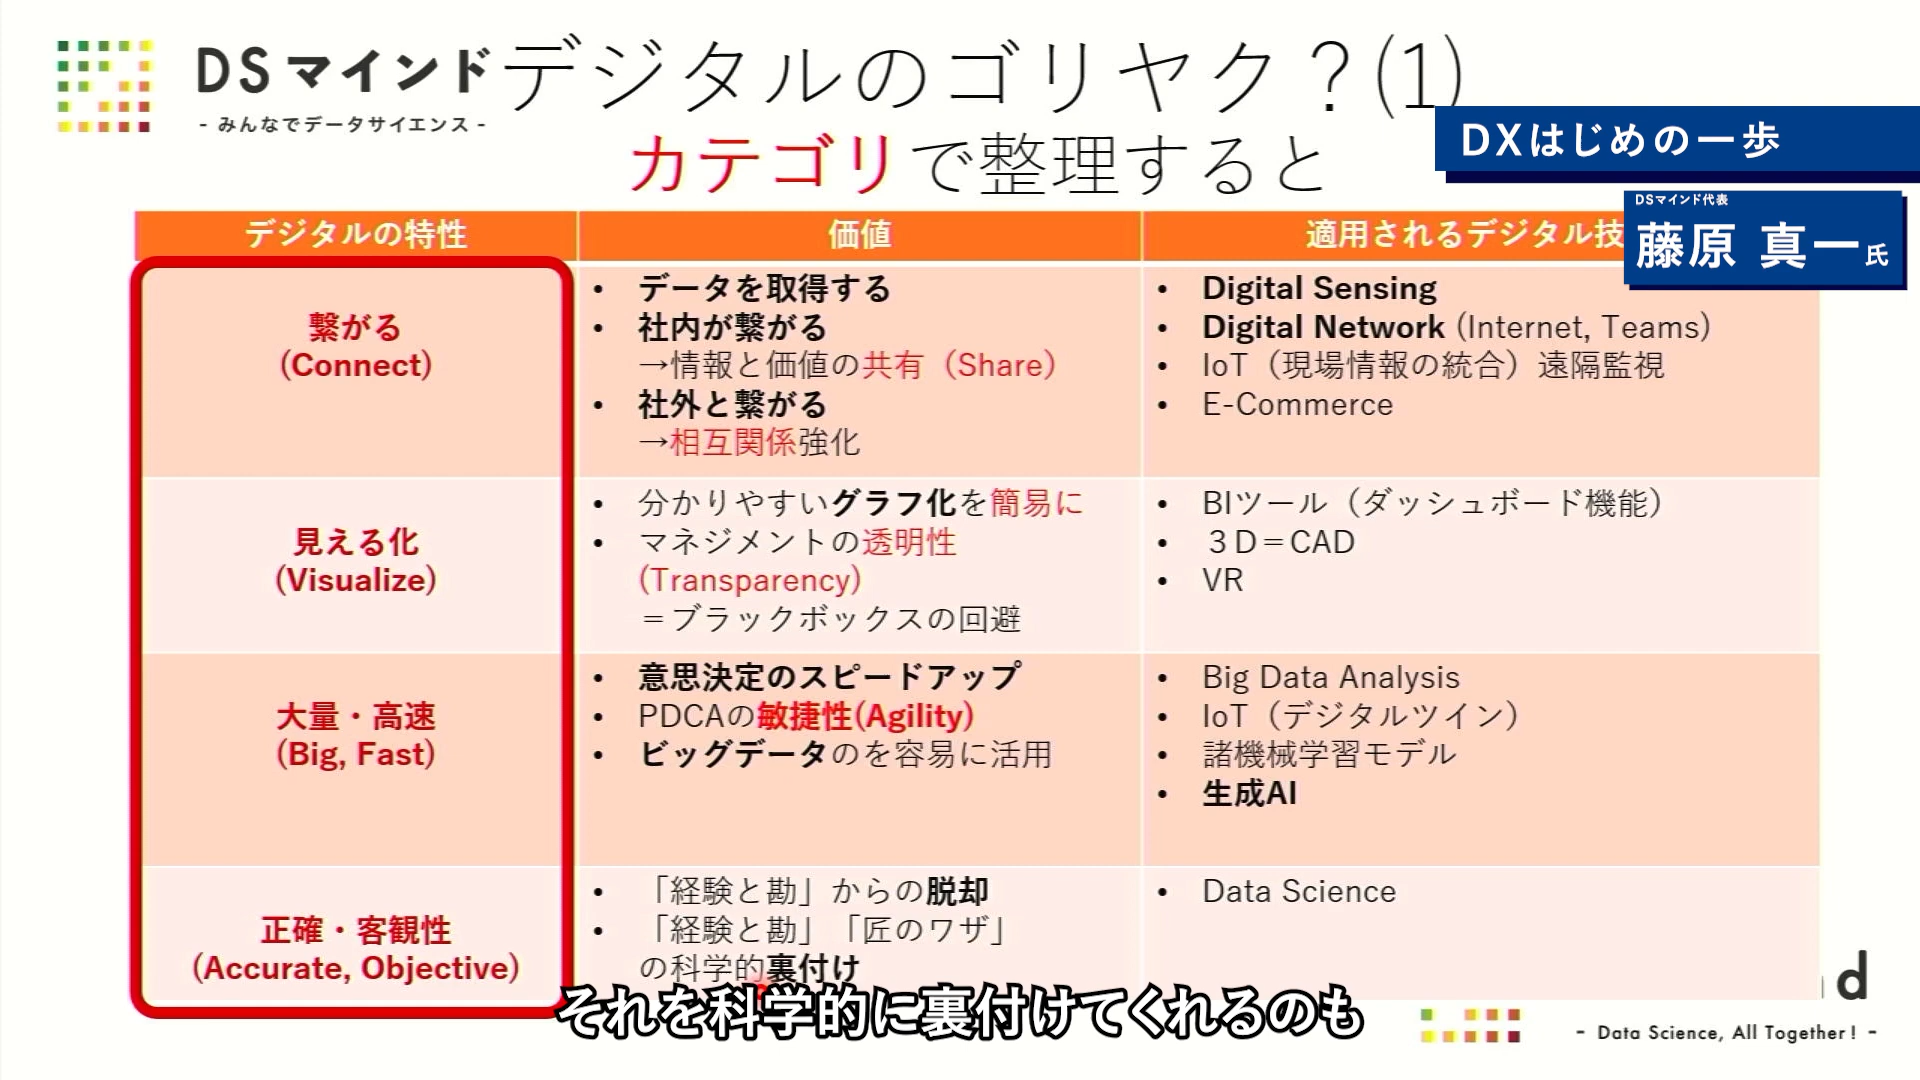 DSマインド
- みんなでデータサイエンス -
デジタルのゴリヤク？(1)
カテゴリで整理すると
DXはじめの一歩
DSマインド代表
藤原 真一氏
デジタルの特性
価値
適用されるデジタル技
繋がる
(Connect)
• データを取得する
• 社内が繋がる
→情報と価値の共有（Share）
• 社外と繋がる
→相互関係強化
• Digital Sensing
• Digital Network (Internet, Teams)
• IoT（現場情報の統合）遠隔監視
• E-Commerce
見える化
(Visualize)
• 分かりやすいグラフ化を簡易に
• マネジメントの透明性
(Transparency)
＝ブラックボックスの回避
• BIツール（ダッシュボード機能）
• ３D＝CAD
• VR
大量・高速
(Big, Fast)
• 意思決定のスピードアップ
• PDCAの敏捷性(Agility)
• ビッグデータのを容易に活用
• Big Data Analysis
• IoT（デジタルツイン）
• 諸機械学習モデル
• 生成AI
正確・客観性
(Accurate, Objective)
• 「経験と勘」からの脱却
• 「経験と勘」「匠のワザ」
の科学的裏付け
• Data Science
それを科学的に裏付けてくれるのも
d
- Data Science, All Together! -